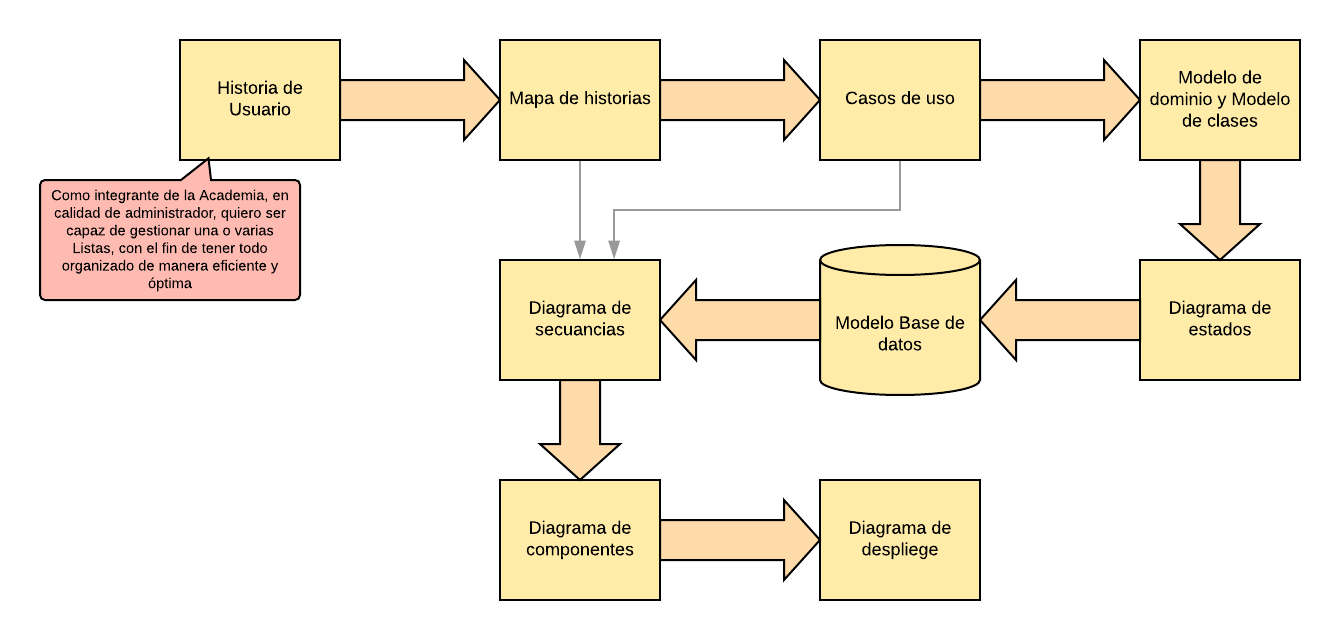 Historia de
Usuario
Mapa de historias
Casos de uso
Modelo de
dominio y Modelo
de clases
Como integrante de la Academia, en
calidad de administrador, quiero ser
capaz de gestionar una o varias
Listas, con el fin de tener todo
organizado de manera eficiente y
óptima
Diagrama de
secuancias
Modelo Base de
datos
Diagrama de
estados
Diagrama de
componentes
Diagrama de
despliege